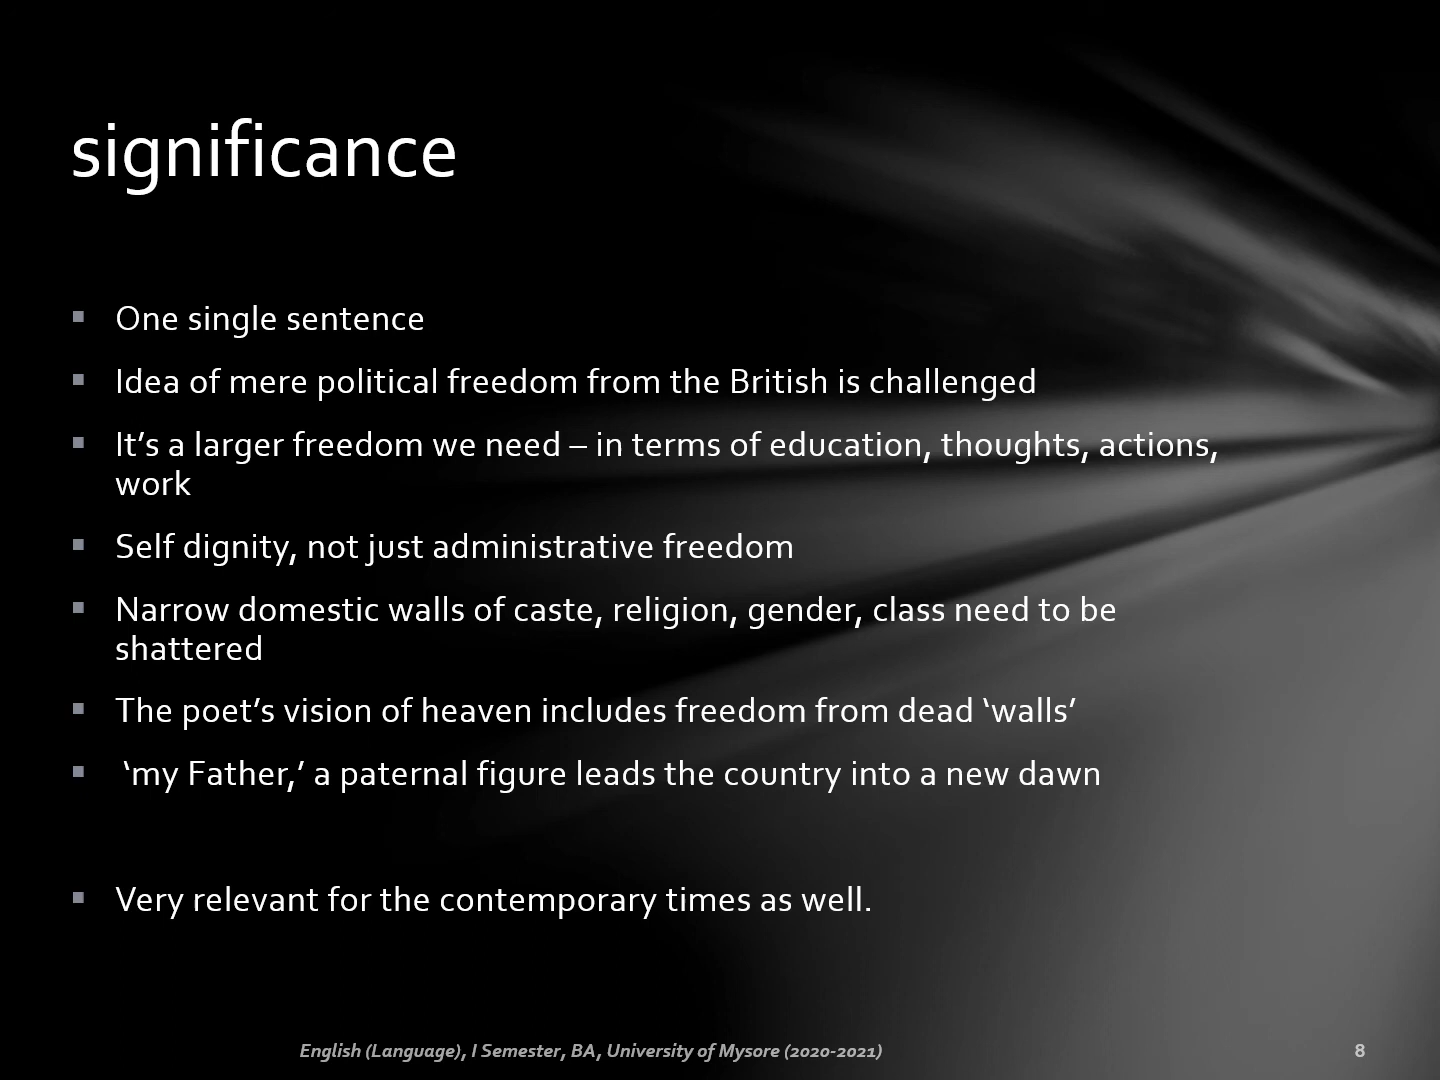 significance
▪ One single sentence
▪ Idea of mere political freedom from the British is challenged
▪ It’s a larger freedom we need – in terms of education, thoughts, actions,
work
▪ Self dignity, not just administrative freedom
▪ Narrow domestic walls of caste, religion, gender, class need to be
shattered
▪ The poet’s vision of heaven includes freedom from dead ‘walls’
▪ ‘my Father,’ a paternal figure leads the country into a new dawn
▪ Very relevant for the contemporary times as well.
English (Language), I Semester, BA, University of Mysore (2020-2021)
8